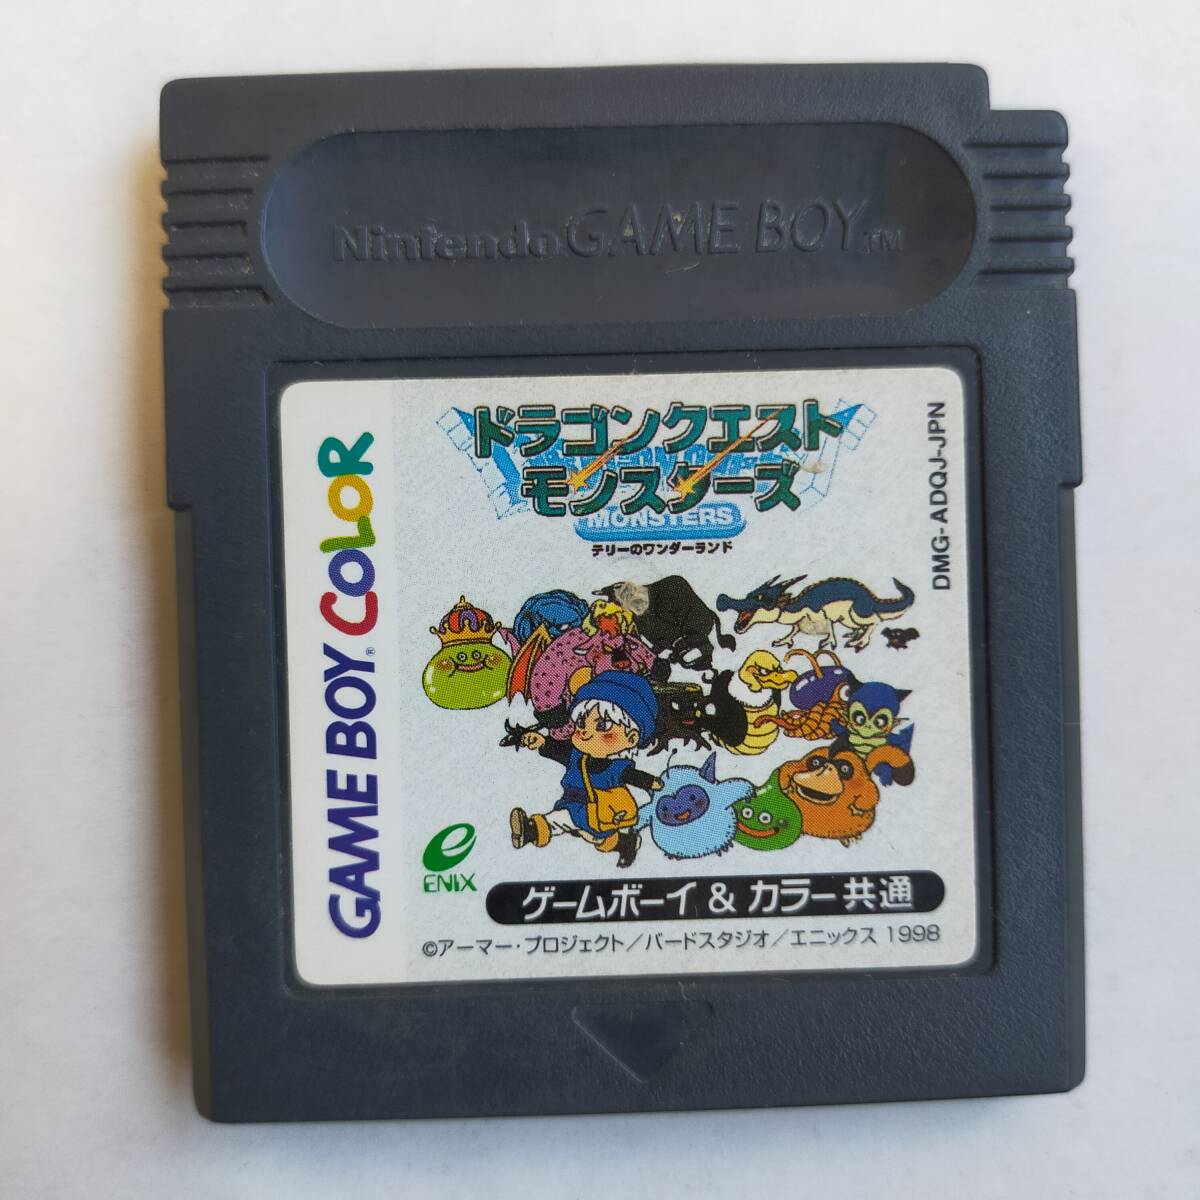 Nintendo GAME BOY TM
GAME BOY COLOR
ドラゴンクエスト
モンスターズ
MONSTERS
テリーのワンダーランド
DMG-ADQJ-JPN
e
ENIX
ゲームボーイ & カラー共通
©アーマー・プロジェクト/バードスタジオ/エニックス 1998